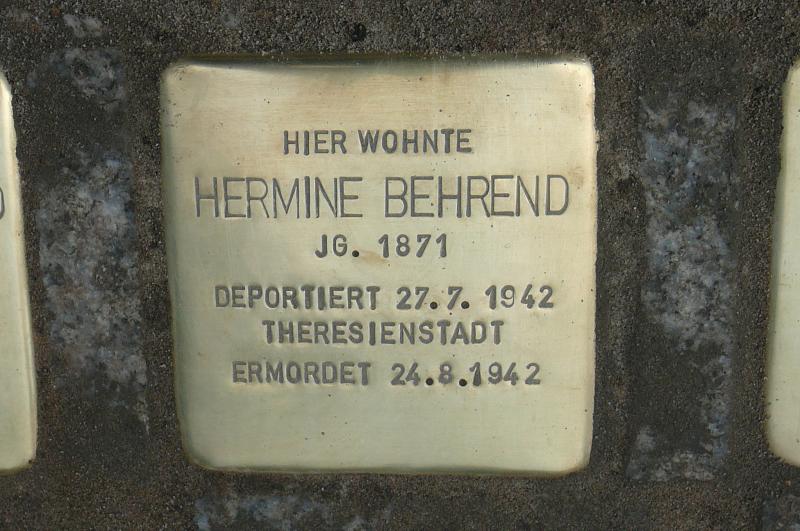 HIER WOHNTE
HERMINE BEHREND
JG. 1871
DEPORTIERT 27.7. 1942
THERESIENSTADT
ERMORDET 24.8.1942